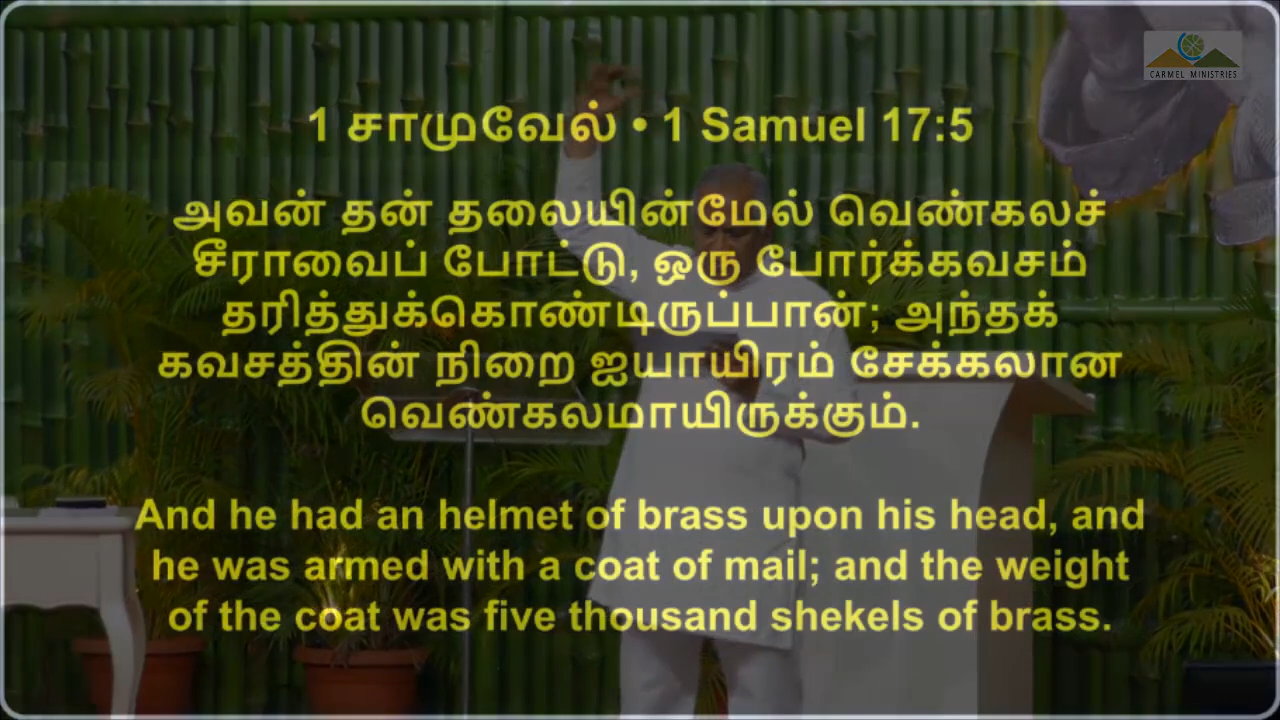 CARMEL MINISTRIES
1 சாமுவேல் • 1 Samuel 17:5
அவன் தன் தலையின்மேல் வெண்கலச்
சீராவைப் போட்டு, ஒரு போர்க்கவசம்
தரித்துக்கொண்டிருப்பான்; அந்தக்
கவசத்தின் நிறை ஐயாயிரம் சேக்கலான
வெண்கலமாயிருக்கும்.
And he had an helmet of brass upon his head, and
he was armed with a coat of mail; and the weight
of the coat was five thousand shekels of brass.